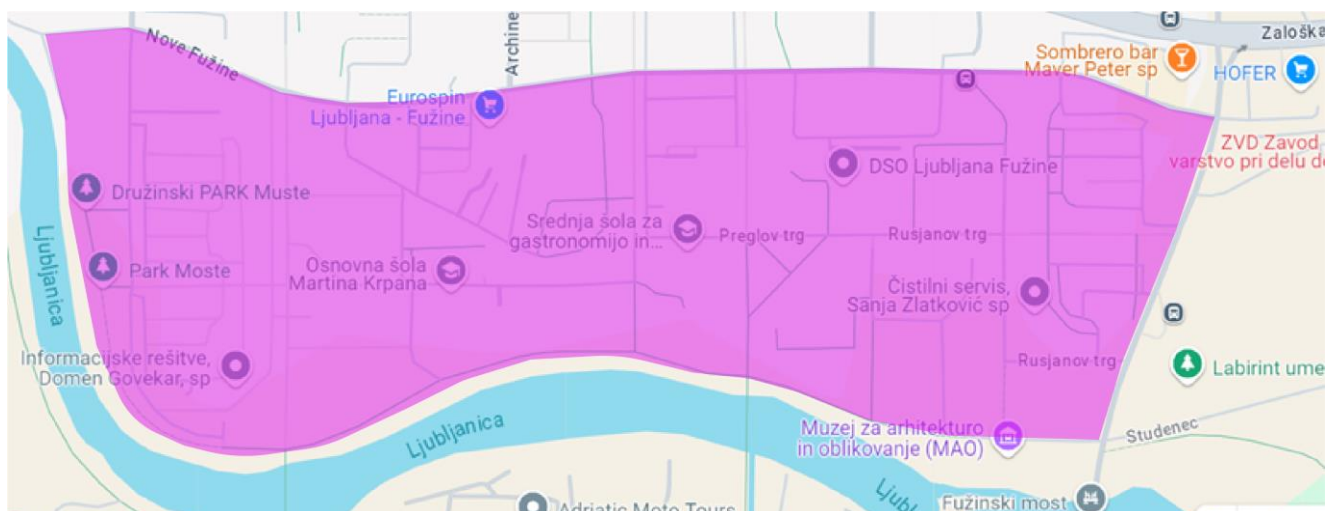 Nove Fužine
Archine
Zaloška
Sombrero bar
Maver Peter sp
HOFER
Eurospin
Ljubljana - Fužine
ZVD Zavod
varstvo pri delu d
DSO Ljubljana Fužine
Družinski PARK Muste
Srednja šola za
gastronomijo in...
Preglov trg
Rusjanov trg
Ljubljanica
Park Moste
Osnovna šola
Martina Krpana
Čistilni servis,
Sanja Zlatković sp
Informacijske rešitve,
Domen Govekar, sp
Rusjanov trg
Labirint ume
Ljubljanica
Muzej za arhitekturo
in oblikovanje (MAO)
Studenec
Ljubl
Fužinski most
Adriatic Moto Tours